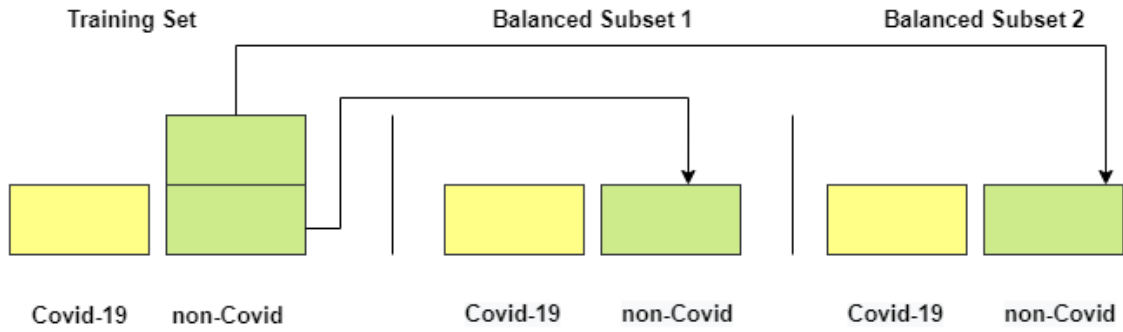 Training Set
Balanced Subset 1
Balanced Subset 2
Covid-19
non-Covid
Covid-19
non-Covid
Covid-19
non-Covid